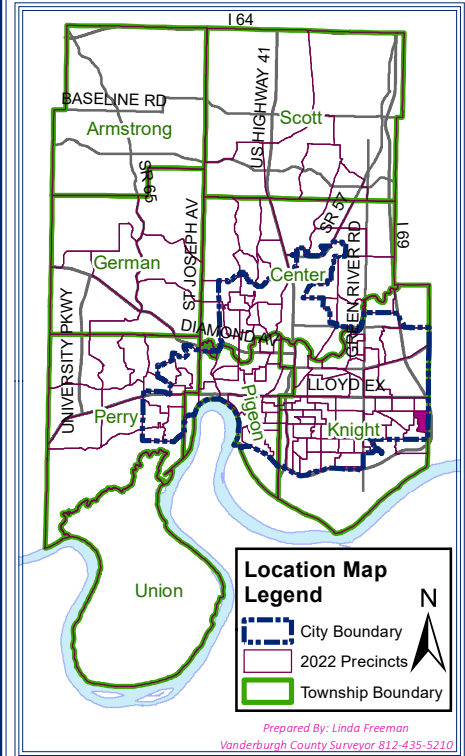 I 64
BASELINE RD
Armstrong
US HIGHWAY 41
Scott
SR 65
ST JOSEPH AV
SR 57
I 69
German
Center
GREEN RIVER RD
UNIVERSITY PKWY
DIAMOND AV
LLOYD EX
Perry
Pigeon
Knight
Union
Location Map
Legend
N
City Boundary
2022 Precincts
Township Boundary
Prepared By: Linda Freeman
Vanderburgh County Surveyor 812-435-5210